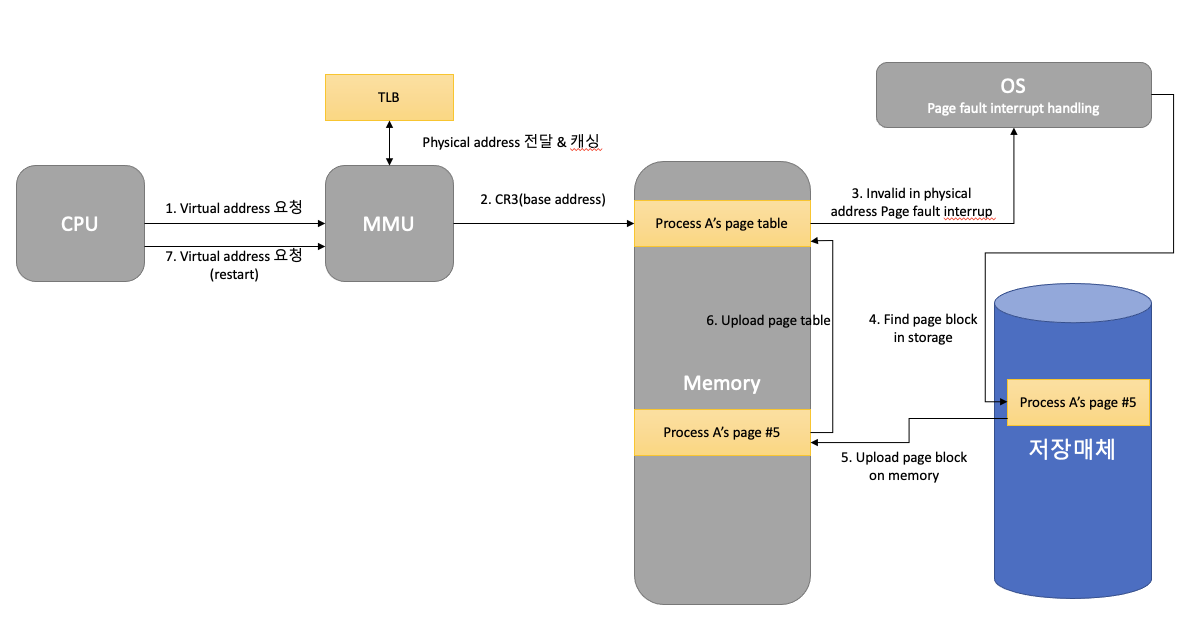 OS
Page fault interrupt handling
TLB
Physical address 전달 & 캐싱
CPU
1. Virtual address 요청
7. Virtual address 요청
(restart)
MMU
2. CR3(base address)
Process A's page table
3. Invalid in physical
address Page fault interrup
6. Upload page table
4. Find page block
in storage
Memory
Process A's page #5
5. Upload page block
on memory
Process A's page #5
저장매체